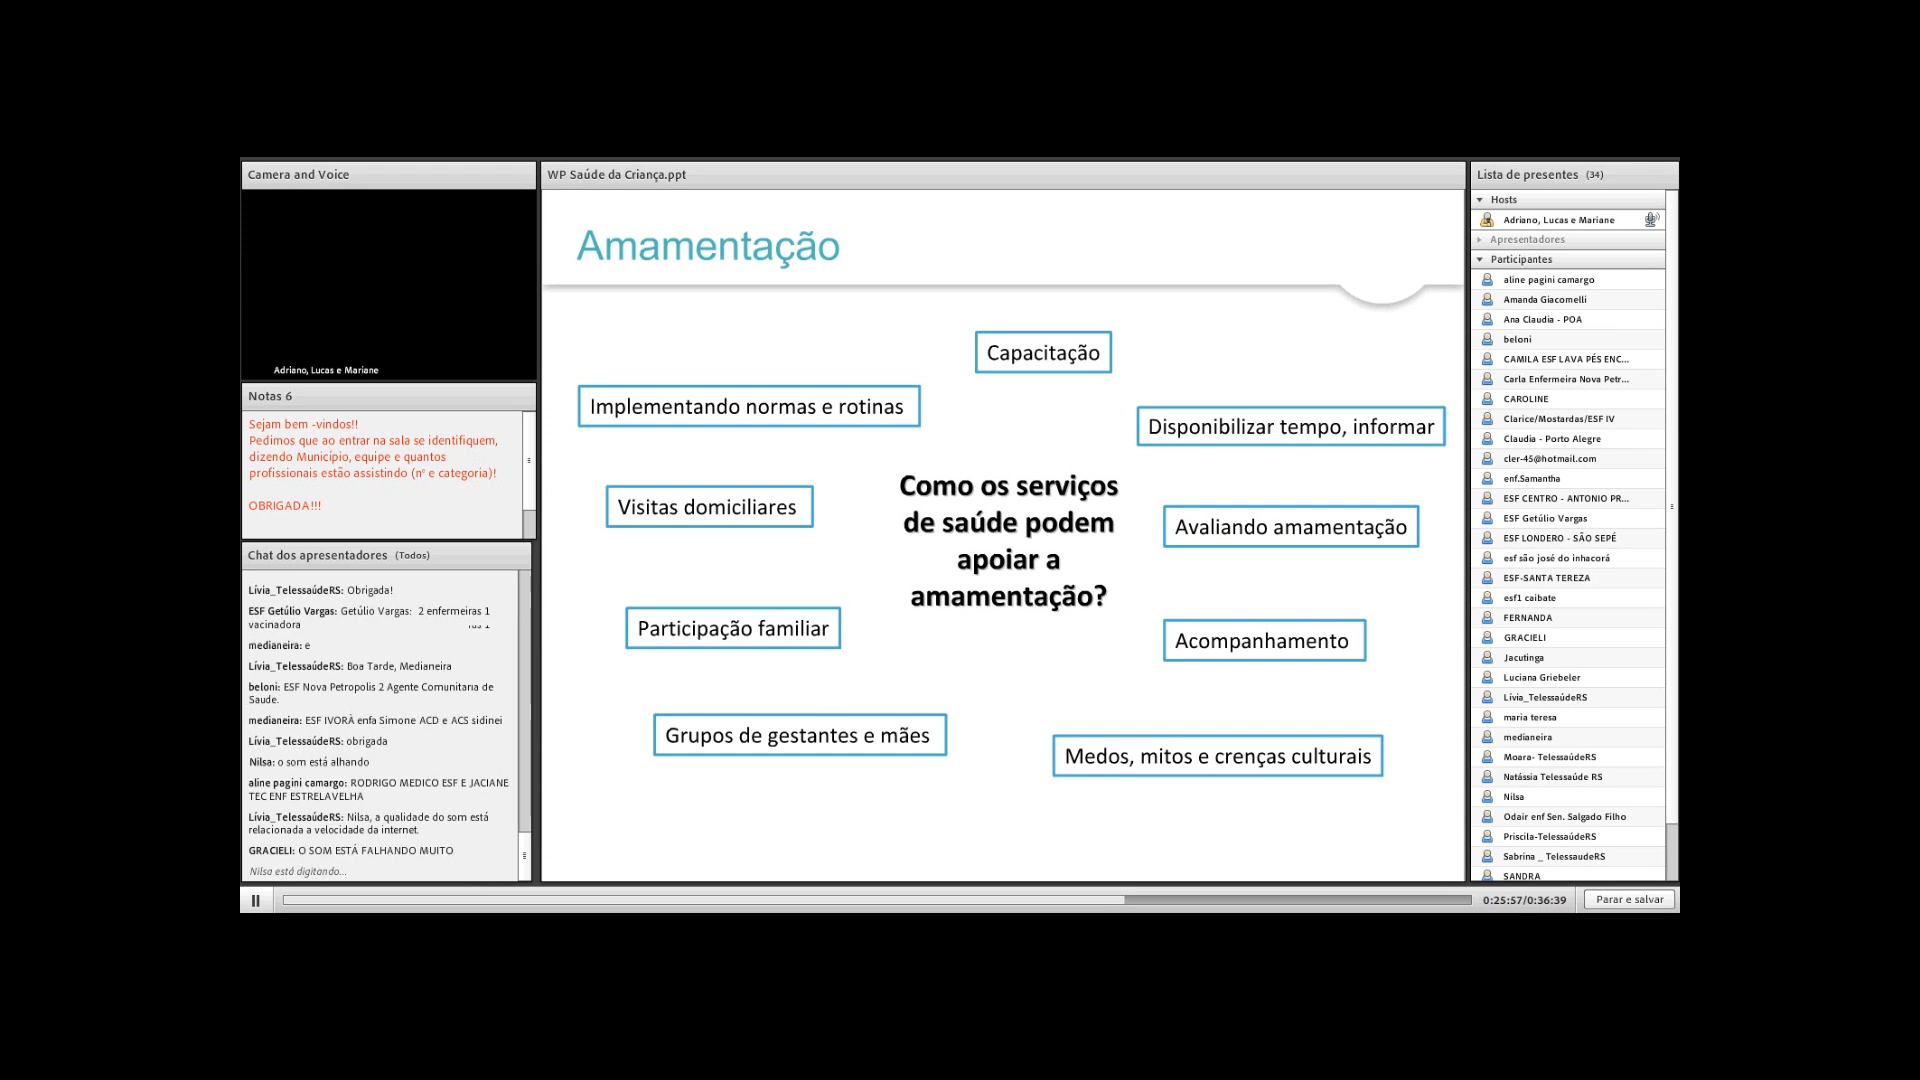 Camera and Voice
Adriano, Lucas e Mariane
Notas 6
Sejam bem -vindos!!
Pedimos que ao entrar na sala se identifiquem,
dizendo Município, equipe e quantos
profissionais estão assistindo (nº e categoria)!
OBRIGADA!!!
Chat dos apresentadores (Todos)
Lívia_TelessaúdeRS: Obrigada!
ESF Getúlio Vargas: Getúlio Vargas: 2 enfermeiras 1
vacinadora
medianeira: e
Lívia_TelessaúdeRS: Boa Tarde, Medianeira
beloni: ESF Nova Petropolis 2 Agente Comunitaria de
Saude.
medianeira: ESF IVORÀ enfa Simone ACD e ACS sidinei
Lívia_TelessaúdeRS: obrigada
Nilsa: o som está alhando
aline pagini camargo: RODRIGO MEDICO ESF E JACIANE
TEC ENF ESTRELAVELHA
Lívia_TelessaúdeRS: Nilsa, a qualidade do som está
relacionada a velocidade da internet.
GRACIELI: O SOM ESTÁ FALHANDO MUITO
Nilsa está digitando...
WP Saúde da Criança.ppt
Amamentação
Capacitação
Implementando normas e rotinas
Disponibilizar tempo, informar
Visitas domiciliares
Como os serviços
de saúde podem
apoiar a
amamentação?
Avaliando amamentação
Participação familiar
Acompanhamento
Grupos de gestantes e mães
Medos, mitos e crenças culturais
Lista de presentes (34)
Hosts
Adriano, Lucas e Mariane
Apresentadores
Participantes
aline pagini camargo
Amanda Giacomelli
Ana Claudia - POA
beloni
CAMILA ESF LAVA PÉS ENC...
Carla Enfermeira Nova Petr...
CAROLINE
Clarice/Mostardas/ESF IV
Claudia - Porto Alegre
cler-45@hotmail.com
enf.Samantha
ESF CENTRO - ANTONIO PR...
ESF Getúlio Vargas
ESF LONDERO - SÃO SEPÉ
esf são josé do inhacorá
ESF-SANTA TEREZA
esf1 caibate
FERNANDA
GRACIELI
Jacutinga
Luciana Griebeler
Lívia_TelessaúdeRS
maria teresa
medianeira
Moara- TelessaúdeRS
Natássia Telessaúde RS
Nilsa
Odair enf Sen. Salgado Filho
Priscila-TelessaúdeRS
Sabrina _ TelessaudeRS
SANDRA
0:25:57/0:36:39
Parar e salvar